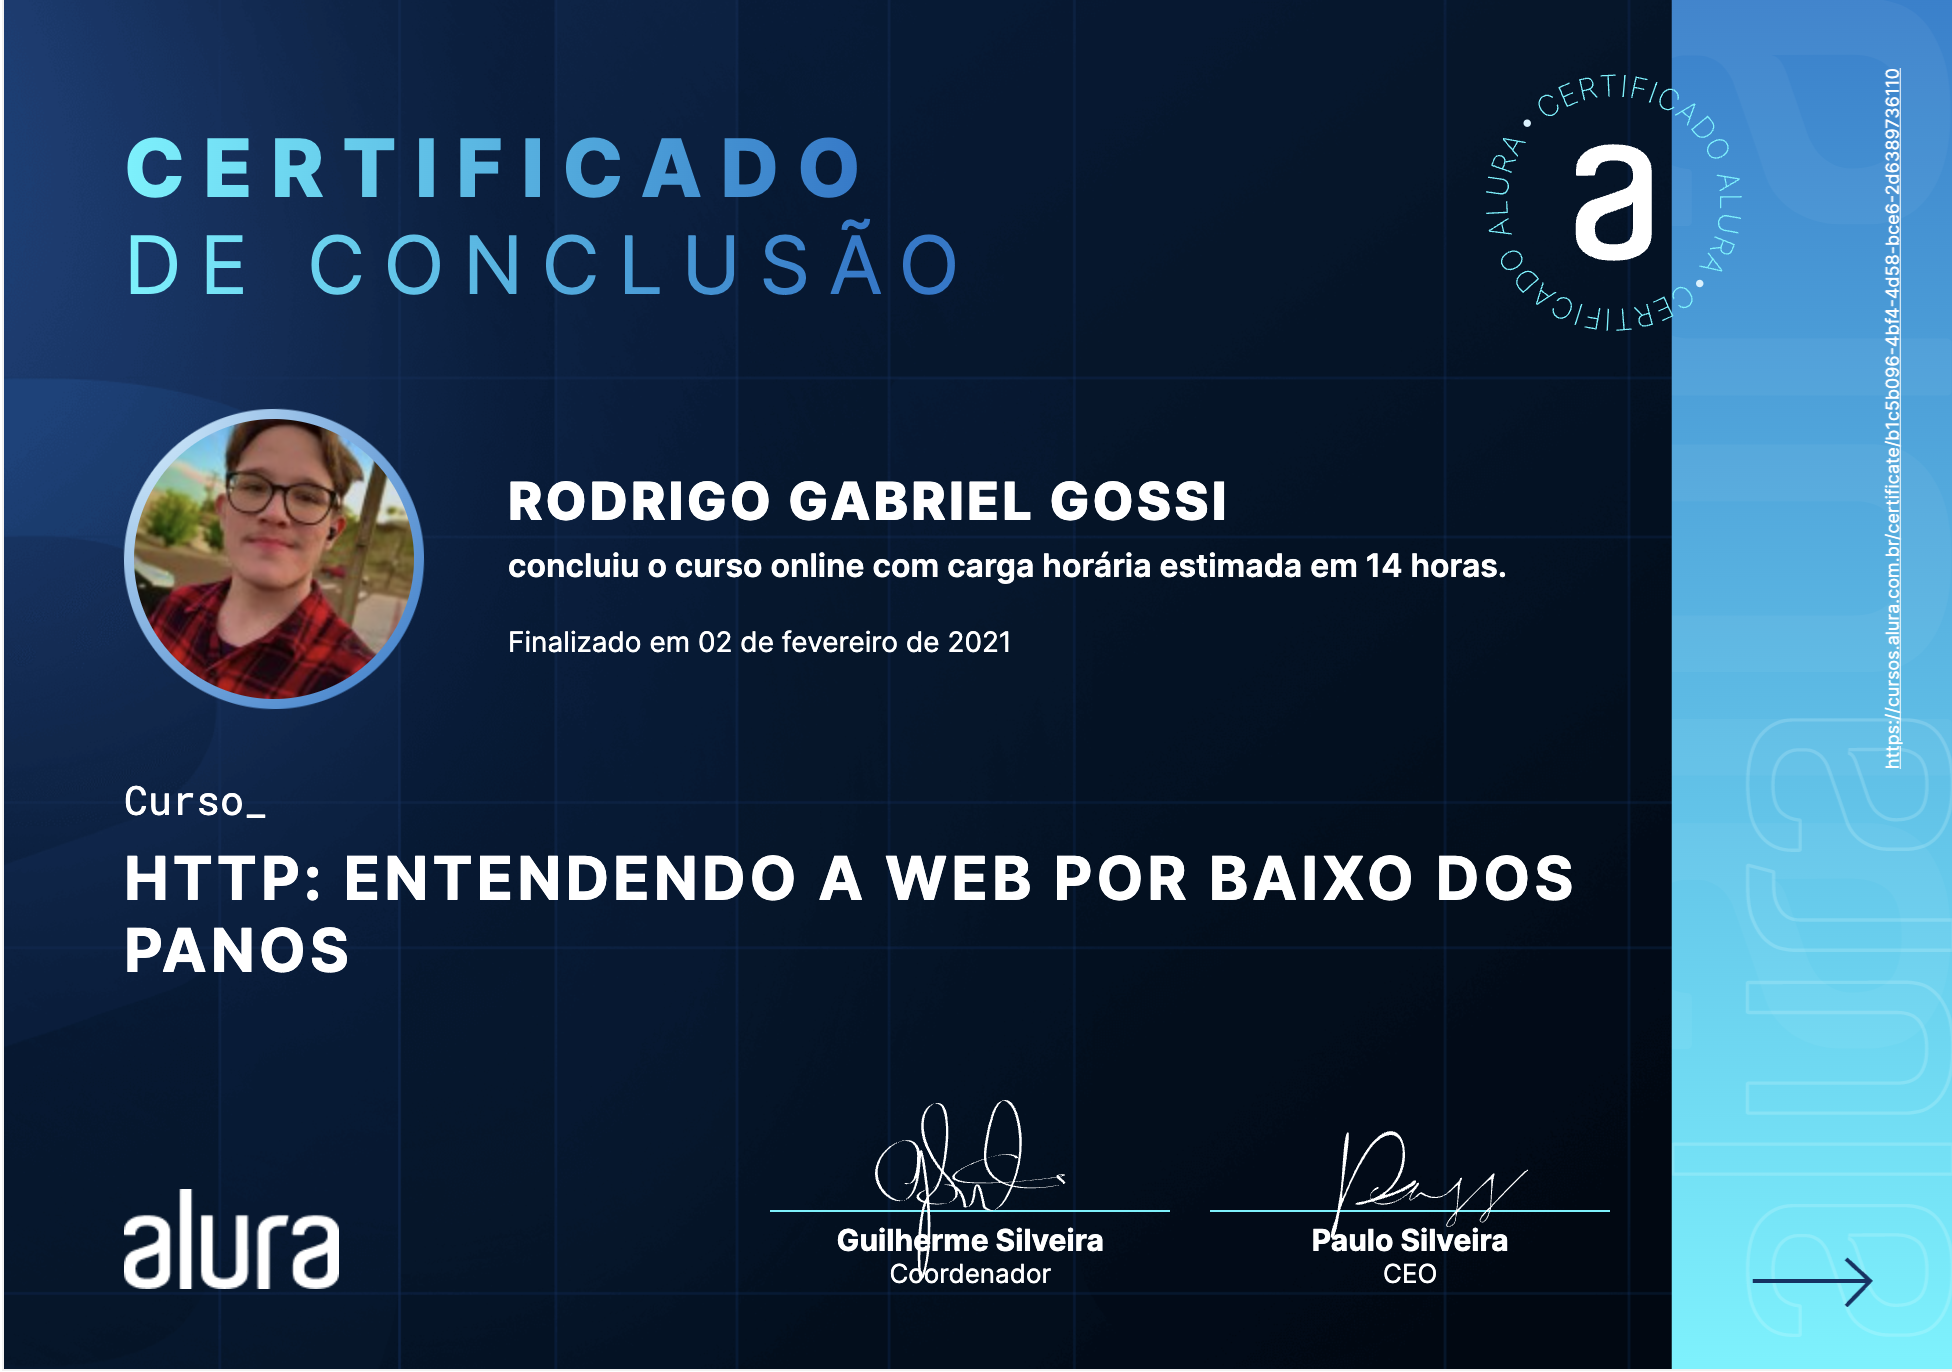 CERTIFICADO
DE CONCLUSÃO
CERTIFICADO ALURA • CERTIFICADO ALURA •
a
RODRIGO GABRIEL GOSSI
concluiu o curso online com carga horária estimada em 14 horas.
Finalizado em 02 de fevereiro de 2021
Curso_
HTTP: ENTENDENDO A WEB POR BAIXO DOS
PANOS
alura
Guilherme Silveira
Coordenador
Paulo Silveira
CEO
https://cursos.alura.com.br/certificate/b1c5b096-4bf4-4d58-bce6-2d6389736110
alura